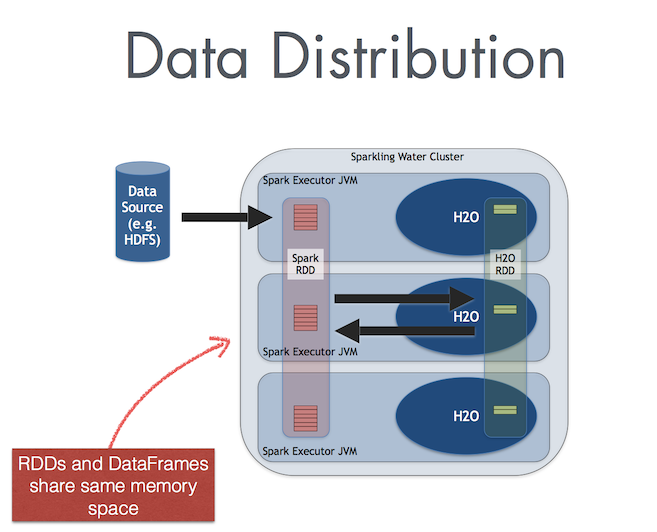 Data Distribution
Sparkling Water Cluster
Data
Source
(e.g.
HDFS)
Spark Executor JVM
H2O
Spark
RDD
H2O
RDD
H2O
Spark Executor JVM
H2O
Spark Executor JVM
RDDs and DataFrames
share same memory
space